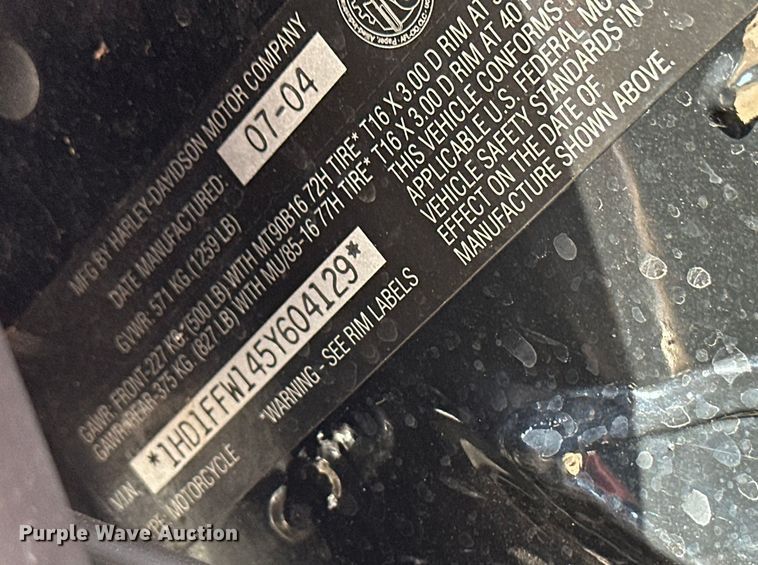 MFG BY HARLEY-DAVIDSON MOTOR COMPANY
DATE MANUFACTURED: 07-04
GVWR: 571 KG.(1259 LB)
GAWR: FRONT-227 KG (500 LB) WITH MT90B16 72H TIRE* T16 X 3.00 D RIM AT
GAWR: REAR-375 KG. (827 LB) WITH MU/85-16 77H TIRE* T16 X 3.00 D RIM AT 40
THIS VEHICLE CONFORMS
APPLICABLE U.S. FEDERAL
VEHICLE SAFETY STANDARDS IN
EFFECT ON THE DATE OF
MANUFACTURE SHOWN ABOVE.
V.I.N. *1HD1FFW145Y604129*
MOTORCYCLE
*WARNING - SEE RIM LABELS
Purple Wave Auction